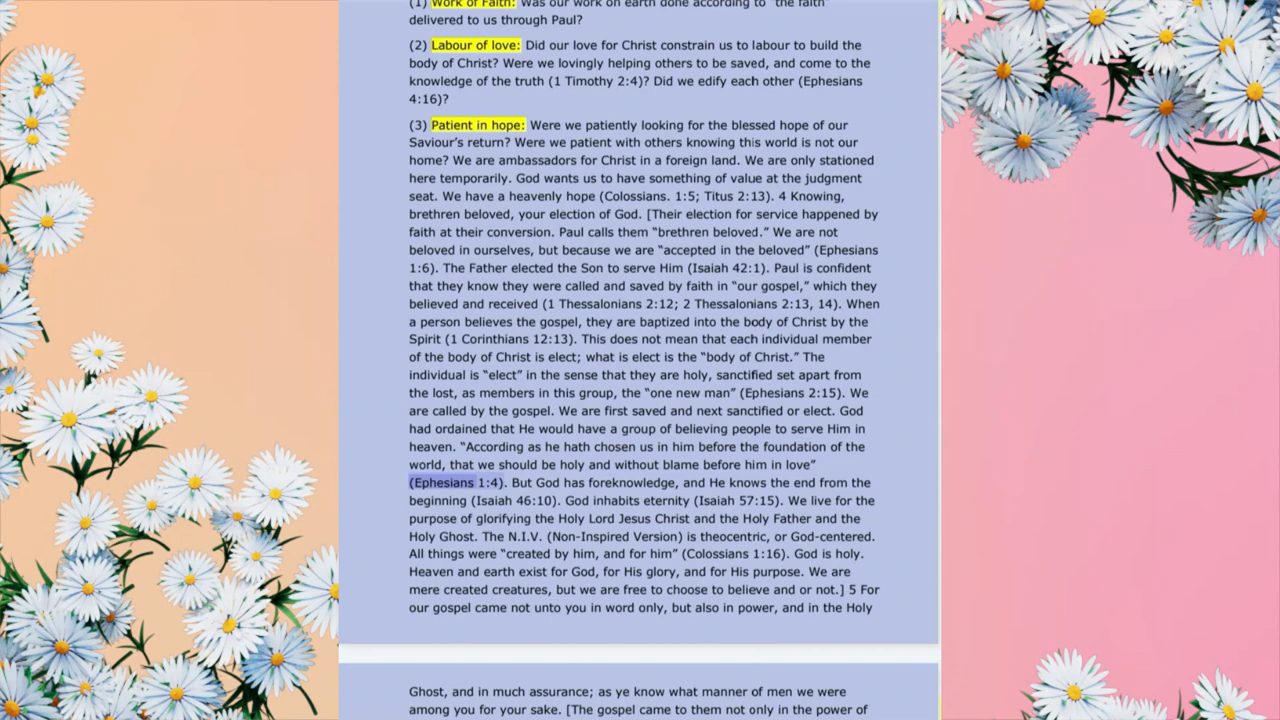 (1) Work of Faith: Was our work on earth done according to "the faith"
delivered to us through Paul?
(2) Labour of love: Did our love for Christ constrain us to labour to build the
body of Christ? Were we lovingly helping others to be saved, and come to the
knowledge of the truth (1 Timothy 2:4)? Did we edify each other (Ephesians
4:16)?
(3) Patient in hope: Were we patiently looking for the blessed hope of our
Saviour's return? Were we patient with others knowing this world is not our
home? We are ambassadors for Christ in a foreign land. We are only stationed
here temporarily. God wants us to have something of value at the judgment
seat. We have a heavenly hope (Colossians. 1:5; Titus 2:13). 4 Knowing,
brethren beloved, your election of God. [Their election for service happened by
faith at their conversion. Paul calls them "brethren beloved." We are not
beloved in ourselves, but because we are "accepted in the beloved" (Ephesians
1:6). The Father elected the Son to serve Him (Isaiah 42:1). Paul is confident
that they know they were called and saved by faith in "our gospel," which they
believed and received (1 Thessalonians 2:12; 2 Thessalonians 2:13, 14). When
a person believes the gospel, they are baptized into the body of Christ by the
Spirit (1 Corinthians 12:13). This does not mean that each individual member
of the body of Christ is elect; what is elect is the "body of Christ." The
individual is "elect" in the sense that they are holy, sanctified set apart from
the lost, as members in this group, the "one new man" (Ephesians 2:15). We
are called by the gospel. We are first saved and next sanctified or elect. God
had ordained that He would have a group of believing people to serve Him in
heaven. "According as he hath chosen us in him before the foundation of the
world, that we should be holy and without blame before him in love"
(Ephesians 1:4). But God has foreknowledge, and He knows the end from the
beginning (Isaiah 46:10). God inhabits eternity (Isaiah 57:15). We live for the
purpose of glorifying the Holy Lord Jesus Christ and the Holy Father and the
Holy Ghost. The N.I.V. (Non-Inspired Version) is theocentric, or God-centered.
All things were "created by him, and for him" (Colossians 1:16). God is holy.
Heaven and earth exist for God, for His glory, and for His purpose. We are
mere created creatures, but we are free to choose to believe and or not.] 5 For
our gospel came not unto you in word only, but also in power, and in the Holy
Ghost, and in much assurance; as ye know what manner of men we were
among you for your sake. [The gospel came to them not only in the power of